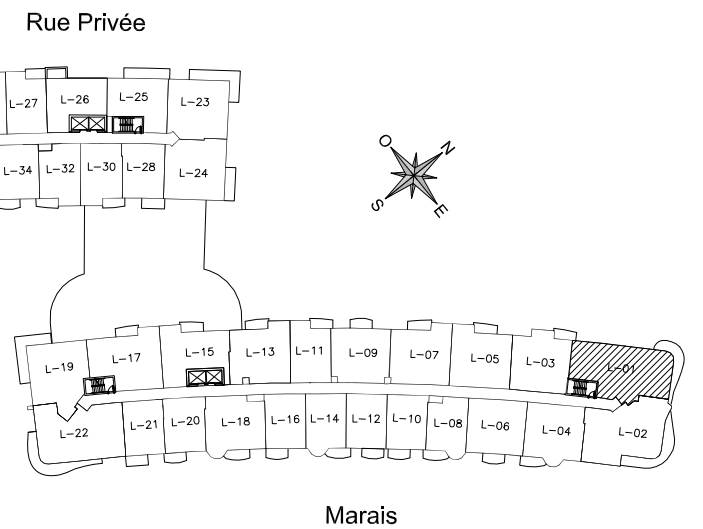 Rue Privée
L-27 L-26 L-25 L-23
O N
L-34 L-32 L-30 L-28 L-24
S E
L-19 L-17 L-15 L-13 L-11 L-09 L-07 L-05 L-03 L-01
L-22 L-21 L-20 L-18 L-16 L-14 L-12 L-10 L-08 L-06 L-04 L-02
Marais